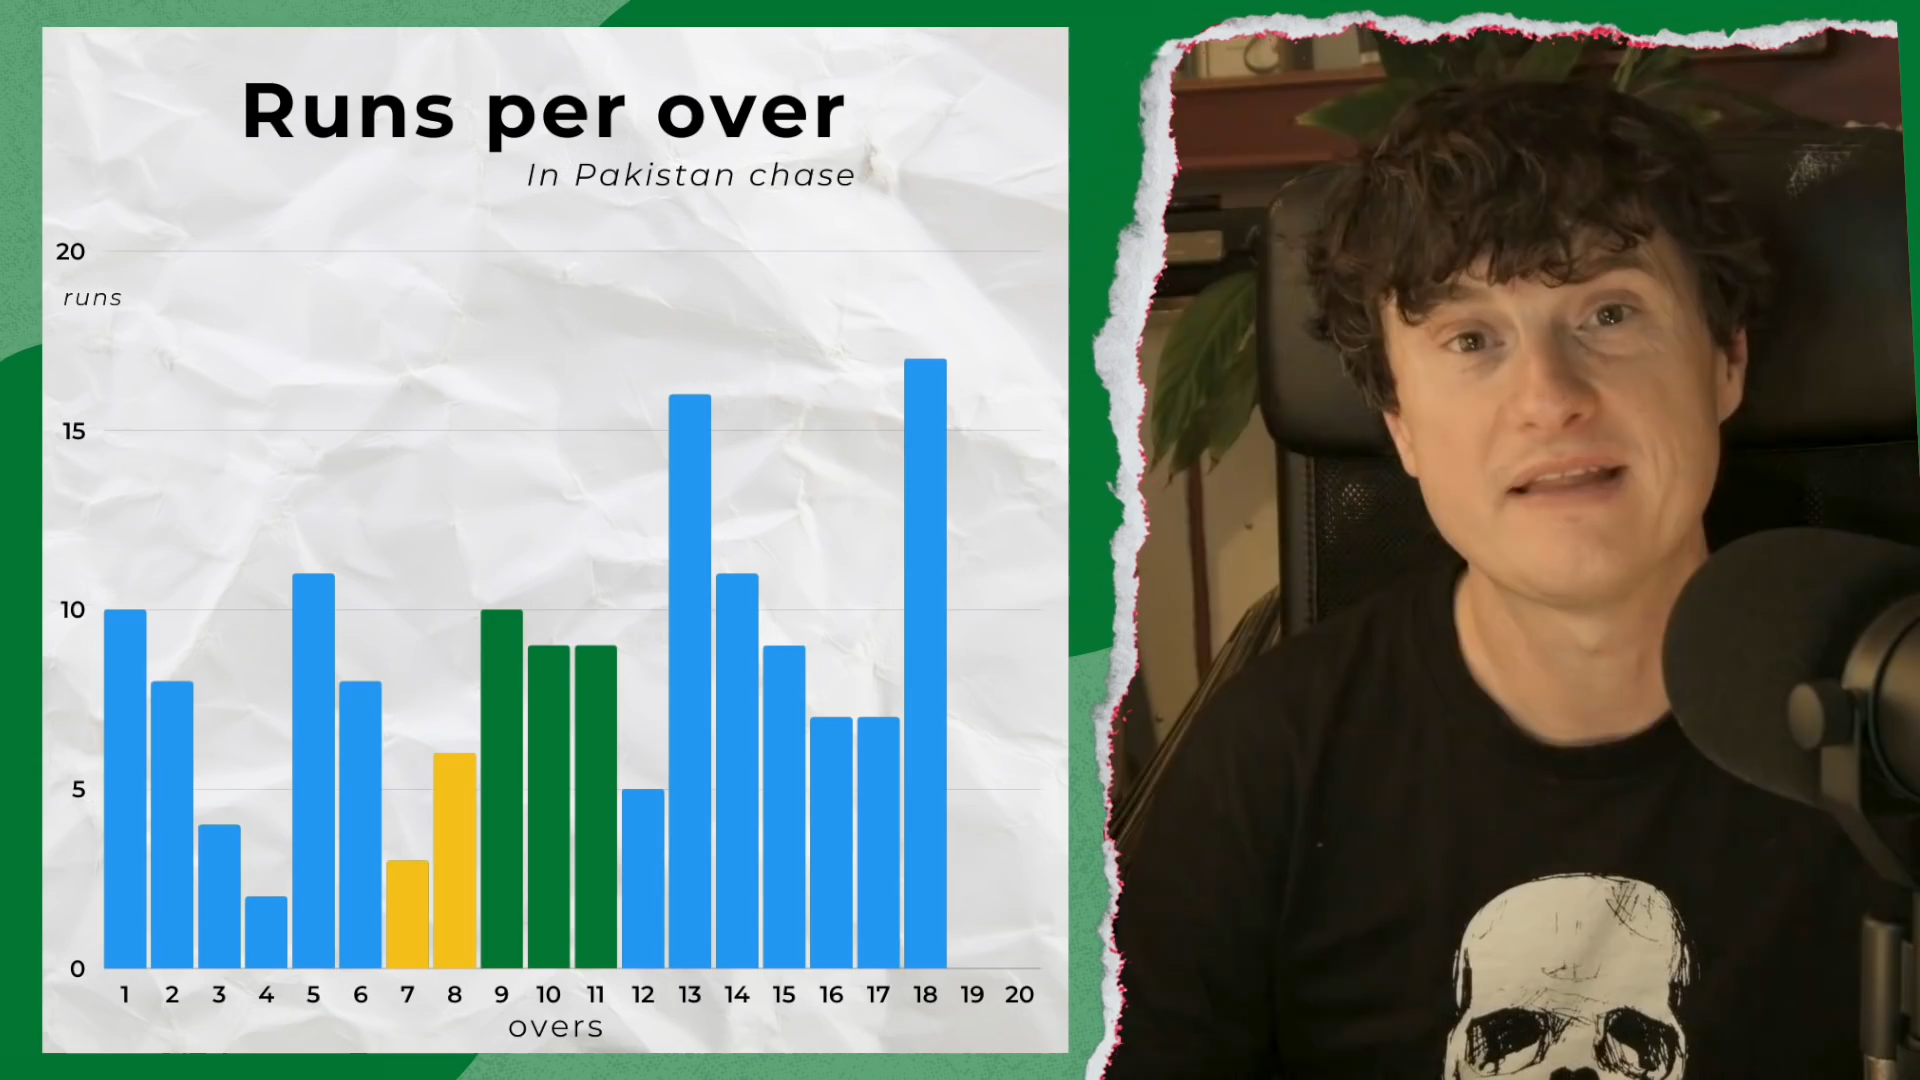 Runs per over
In Pakistan chase
20
runs
15
10
5
0
1 2 3 4 5 6 7 8 9 10 11 12 13 14 15 16 17 18 19 20
overs